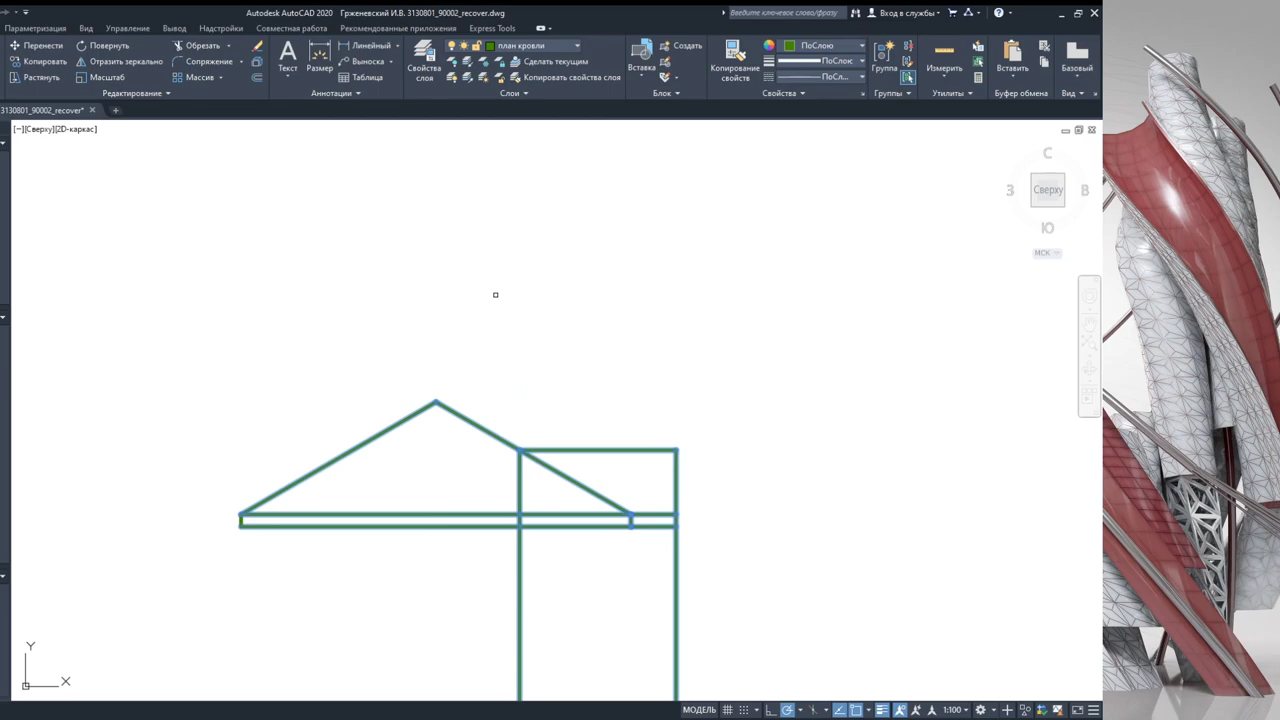 Autodesk AutoCAD 2020 Грженевский И.В. 3130801_90002_recover.dwg
Введите ключевое слово/фразу
Вход в службы
Параметризация Вид Управление Вывод Надстройки Совместная работа Рекомендованные приложения Express Tools
Перенести Повернуть Обрезать
Копировать Отразить зеркально Сопряжение
Растянуть Масштаб Массив
Редактирование
Текст Размер
Линейный
Выноска
Таблица
Аннотации
Свойства слоя
план кровли
Сделать текущим
Копировать свойства слоя
Слои
Вставка
Создать
Блок
Копирование свойств
ПоСлою
ПоСлок
ПоСл...
Свойства
Группа
Группы
Измерить
Утилиты
Вставить
Буфер обмена
Базовый
Вид
3130801_90002_recover*
[−][Сверху][2D-каркас]
С
З Сверху В
Ю
МСК
Y
X
МОДЕЛЬ 1:100